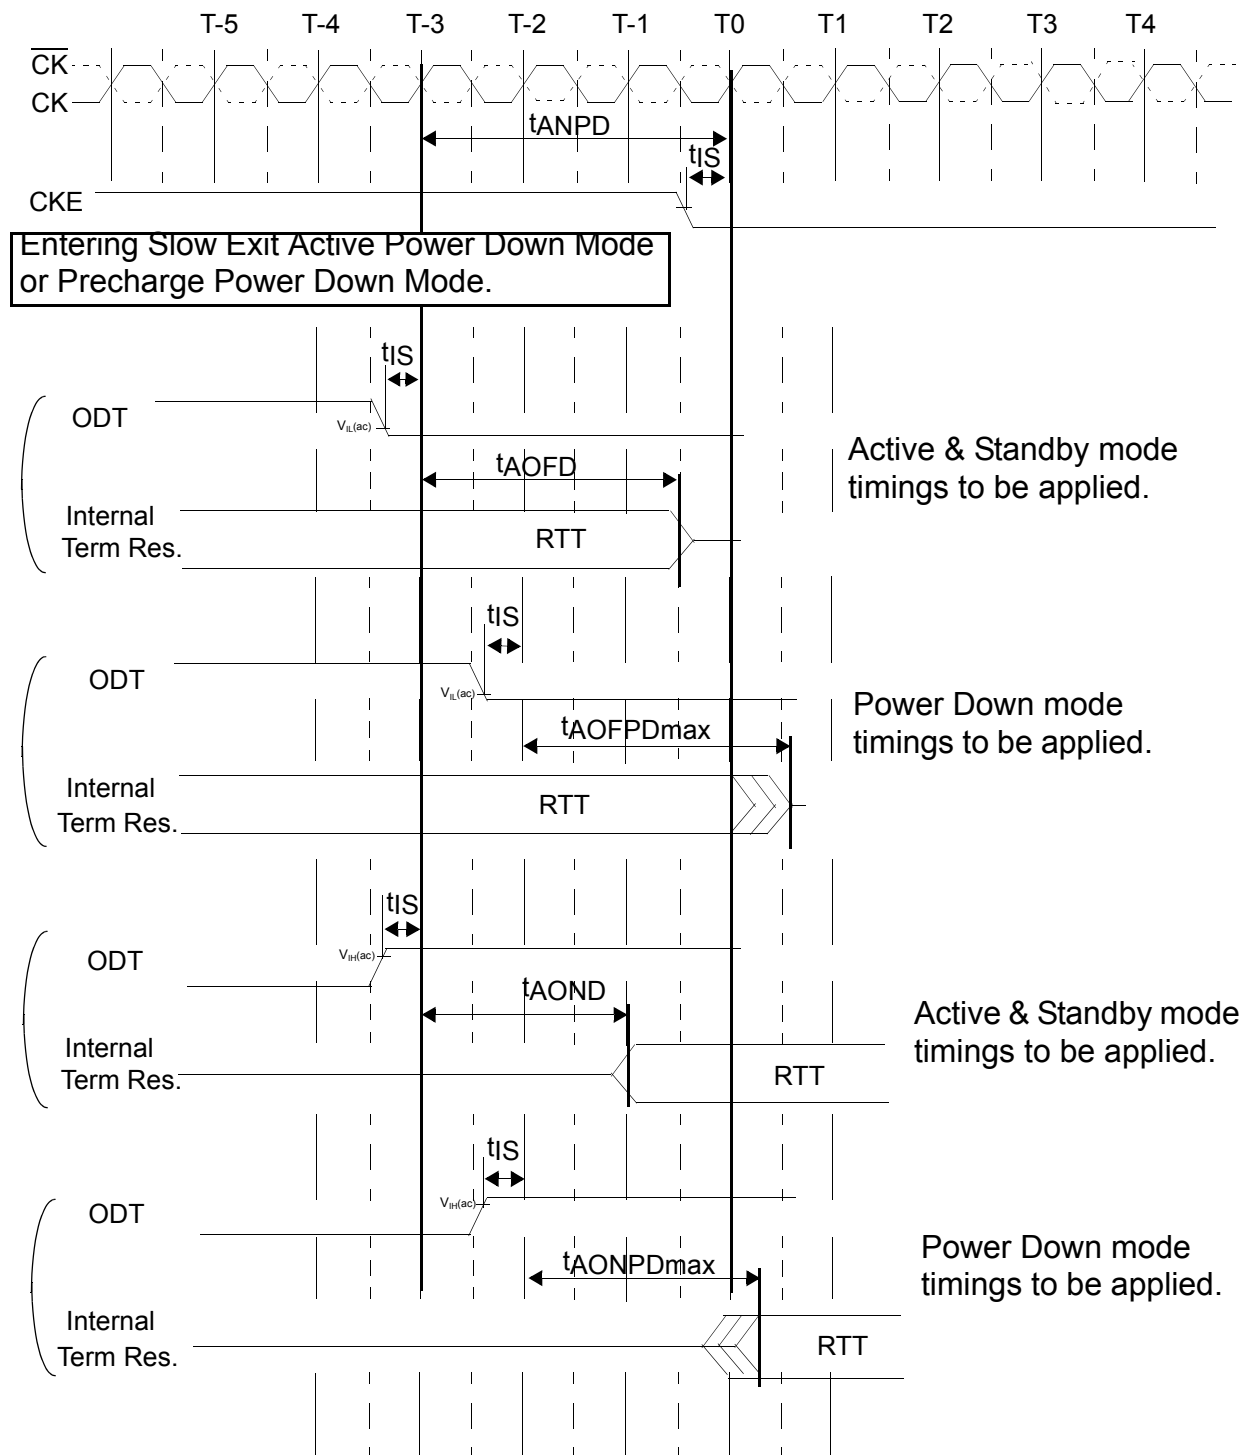 T-5 T-4 T-3 T-2 T-1 T0 T1 T2 T3 T4
CK
CK
tANPD
tIS
CKE
Entering Slow Exit Active Power Down Mode
or Precharge Power Down Mode.
tIS
ODT
VIL(ac)
Active & Standby mode
timings to be applied.
tAOFD
Internal
Term Res.
RTT
tIS
ODT
VIL(ac)
Power Down mode
timings to be applied.
tAOFPDmax
Internal
Term Res.
RTT
tIS
ODT
VIH(ac)
tAOND
Active & Standby mode
timings to be applied.
Internal
Term Res.
RTT
tIS
ODT
VIH(ac)
Power Down mode
timings to be applied.
tAONPDmax
Internal
Term Res.
RTT